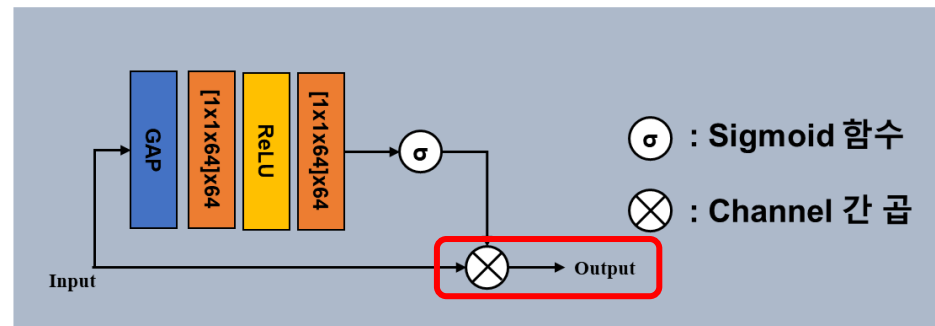 GAP
[1x1x64]x64
ReLU
[1x1x64]x64
σ
Input
Output
σ : Sigmoid 함수
: Channel 간 곱